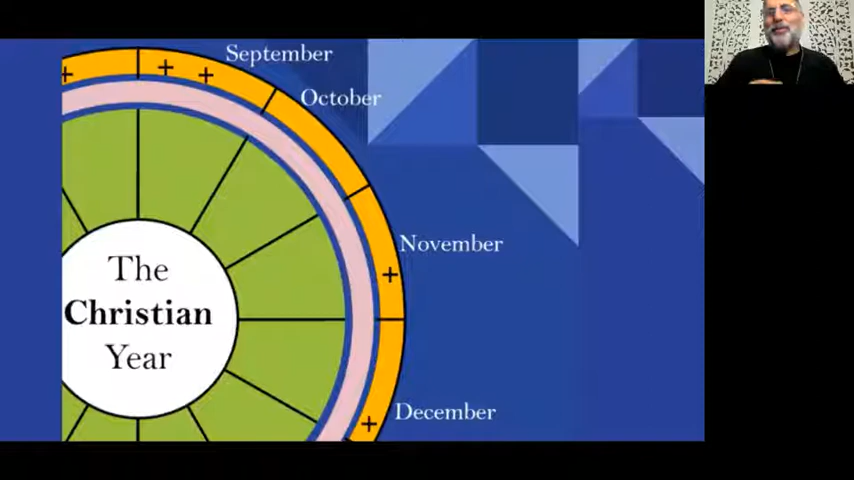 September
October
November
December
The
Christian
Year